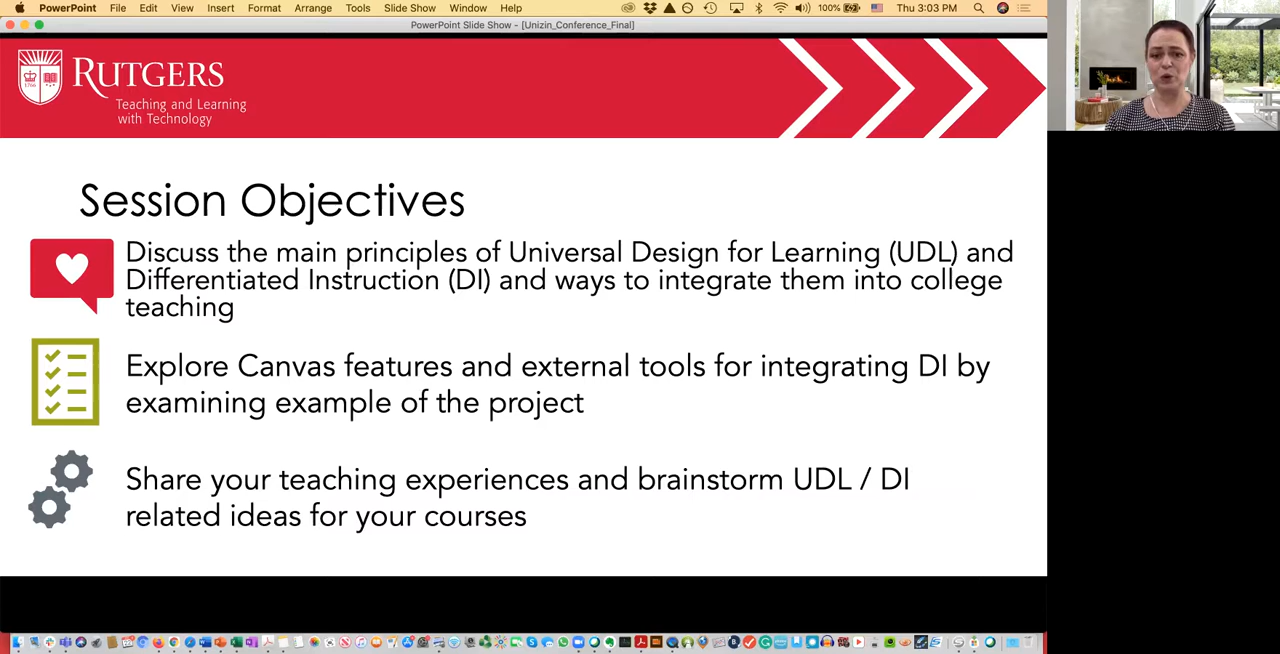 PowerPoint File Edit View Insert Format Arrange Tools Slide Show Window Help 100% Thu 3:03 PM
PowerPoint Slide Show - [Unizin_Conference_Final]
RUTGERS
1766
Teaching and Learning
with Technology
Session Objectives
Discuss the main principles of Universal Design for Learning (UDL) and
Differentiated Instruction (DI) and ways to integrate them into college
teaching
Explore Canvas features and external tools for integrating DI by
examining example of the project
Share your teaching experiences and brainstorm UDL / DI
related ideas for your courses